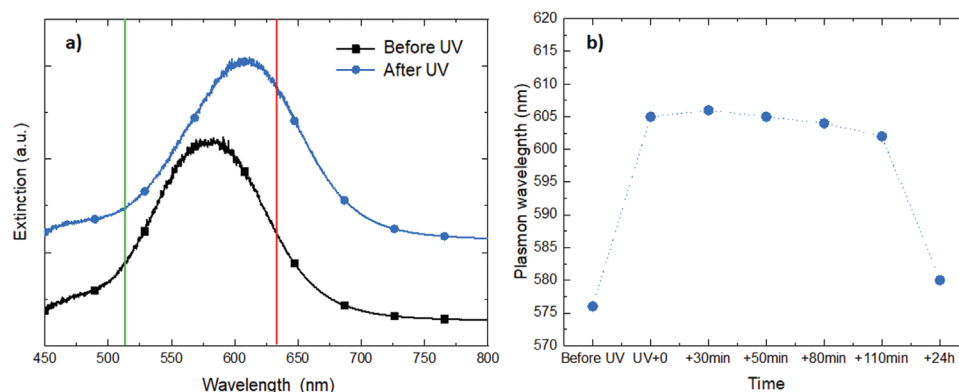 a)
Before UV
After UV
Extinction (a.u.)
450 500 550 600 650 700 750 800
Wavelength (nm)
b)
Plasmon wavelegnth (nm)
620
615
610
605
600
595
590
585
580
575
570
Before UV UV+0 +30min +50min +80min +110min +24h
Time